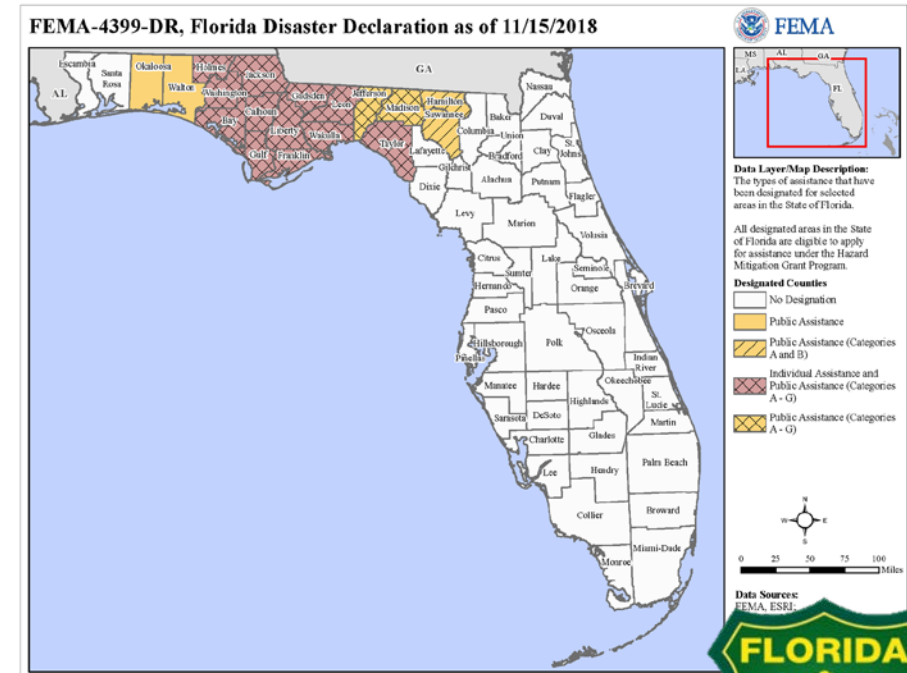 FEMA-4399-DR, Florida Disaster Declaration as of 11/15/2018
FEMA
Escambia
Santa
Rosa
Okaloosa
Walton
Holmes
Jackson
Washington
Bay
Calhoun
Gadsden
Liberty
Gulf
Franklin
Leon
Wakulla
Jefferson
Madison
Taylor
Hamilton
Suwannee
Lafayette
Columbia
Baker
Union
Bradford
Gilchrist
Dixie
Nassau
Duval
Clay
St.
Johns
Alachua
Putnam
Flagler
Levy
Marion
Volusia
Citrus
Sumter
Lake
Seminole
Hernando
Orange
Brevard
Pasco
Osceola
Hillsborough
Polk
Pinellas
Indian
River
Manatee
Hardee
Okeechobee
Highlands
St.
Lucie
Sarasota
DeSoto
Martin
Charlotte
Glades
Lee
Hendry
Palm Beach
Collier
Broward
Monroe
Miami-Dade
AL
GA
MS
AL
GA
LA
FL
Data Layer/Map Description:
The types of assistance that have
been designated for selected
areas in the State of Florida.
All designated areas in the State
of Florida are eligible to apply
for assistance under the Hazard
Mitigation Grant Program.
Designated Counties
No Designation
Public Assistance
Public Assistance (Categories
A and B)
Individual Assistance and
Public Assistance (Categories
A - G)
Public Assistance (Categories
A - G)
N
W
E
S
0 25 50 75 100
Miles
Data Sources:
FEMA, ESRI;
FLORIDA